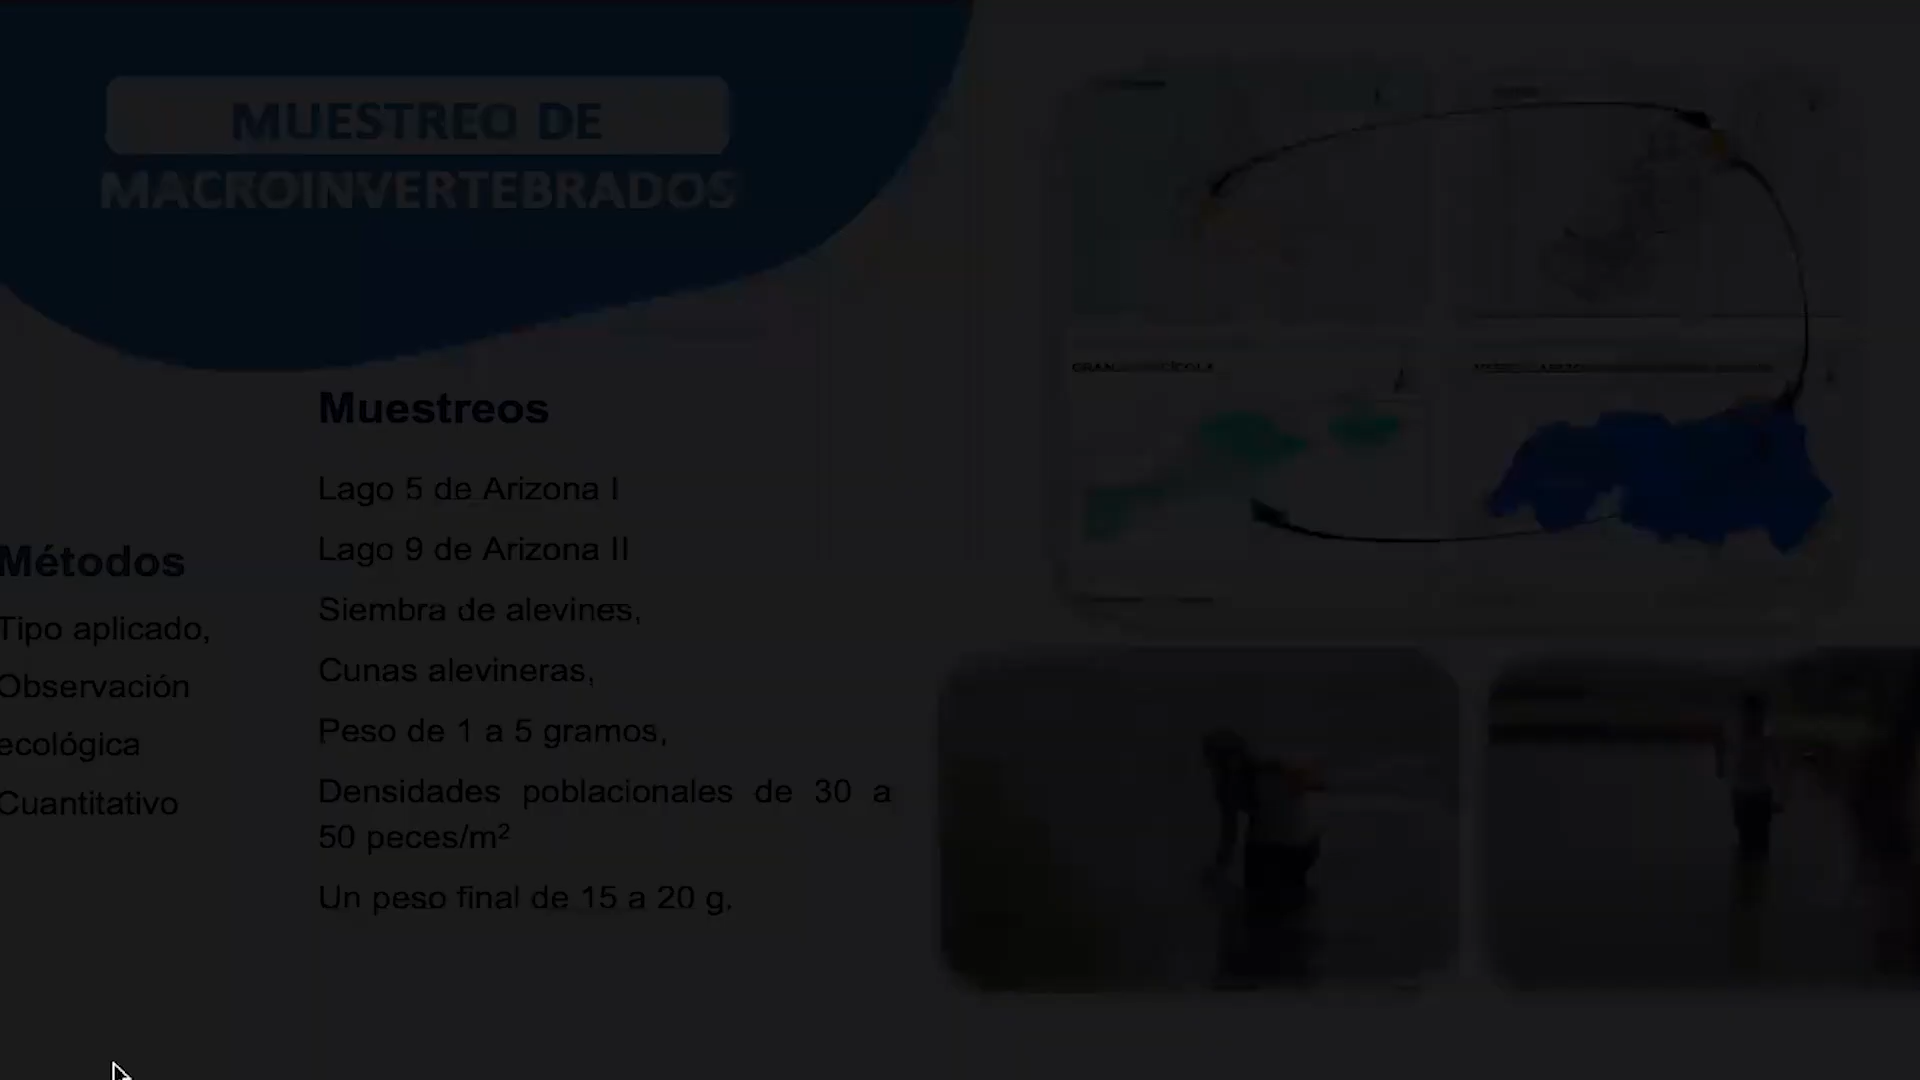 MUESTREO DE
MACROINVERTEBRADOS
Métodos
Tipo aplicado,
Observación
ecológica
Cuantitativo
Muestreos
Lago 5 de Arizona I
Lago 9 de Arizona II
Siembra de alevines,
Cunas alevineras,
Peso de 1 a 5 gramos,
Densidades poblacionales de 30 a
50 peces/m²
Un peso final de 15 a 20 g.